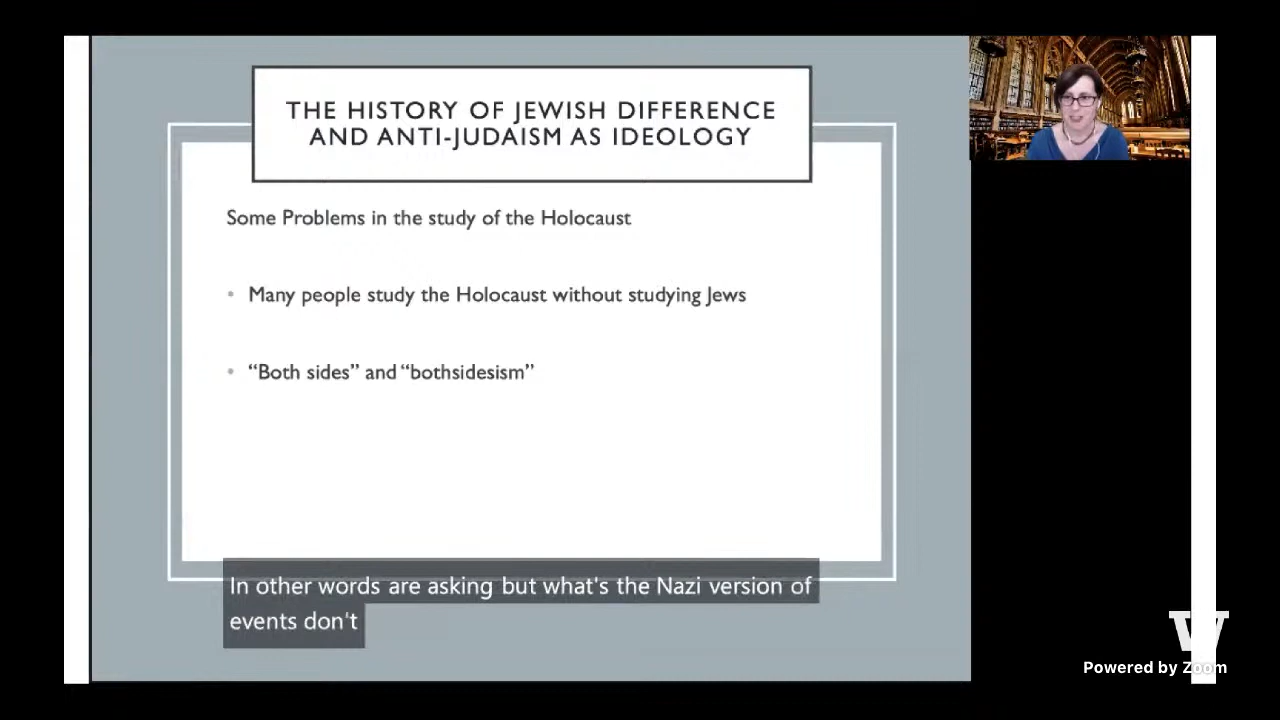 THE HISTORY OF JEWISH DIFFERENCE
AND ANTI-JUDAISM AS IDEOLOGY
Some Problems in the study of the Holocaust
• Many people study the Holocaust without studying Jews
• “Both sides” and “bothsidesism”
In other words are asking but what's the Nazi version of
events don't
W
Powered by Zoom